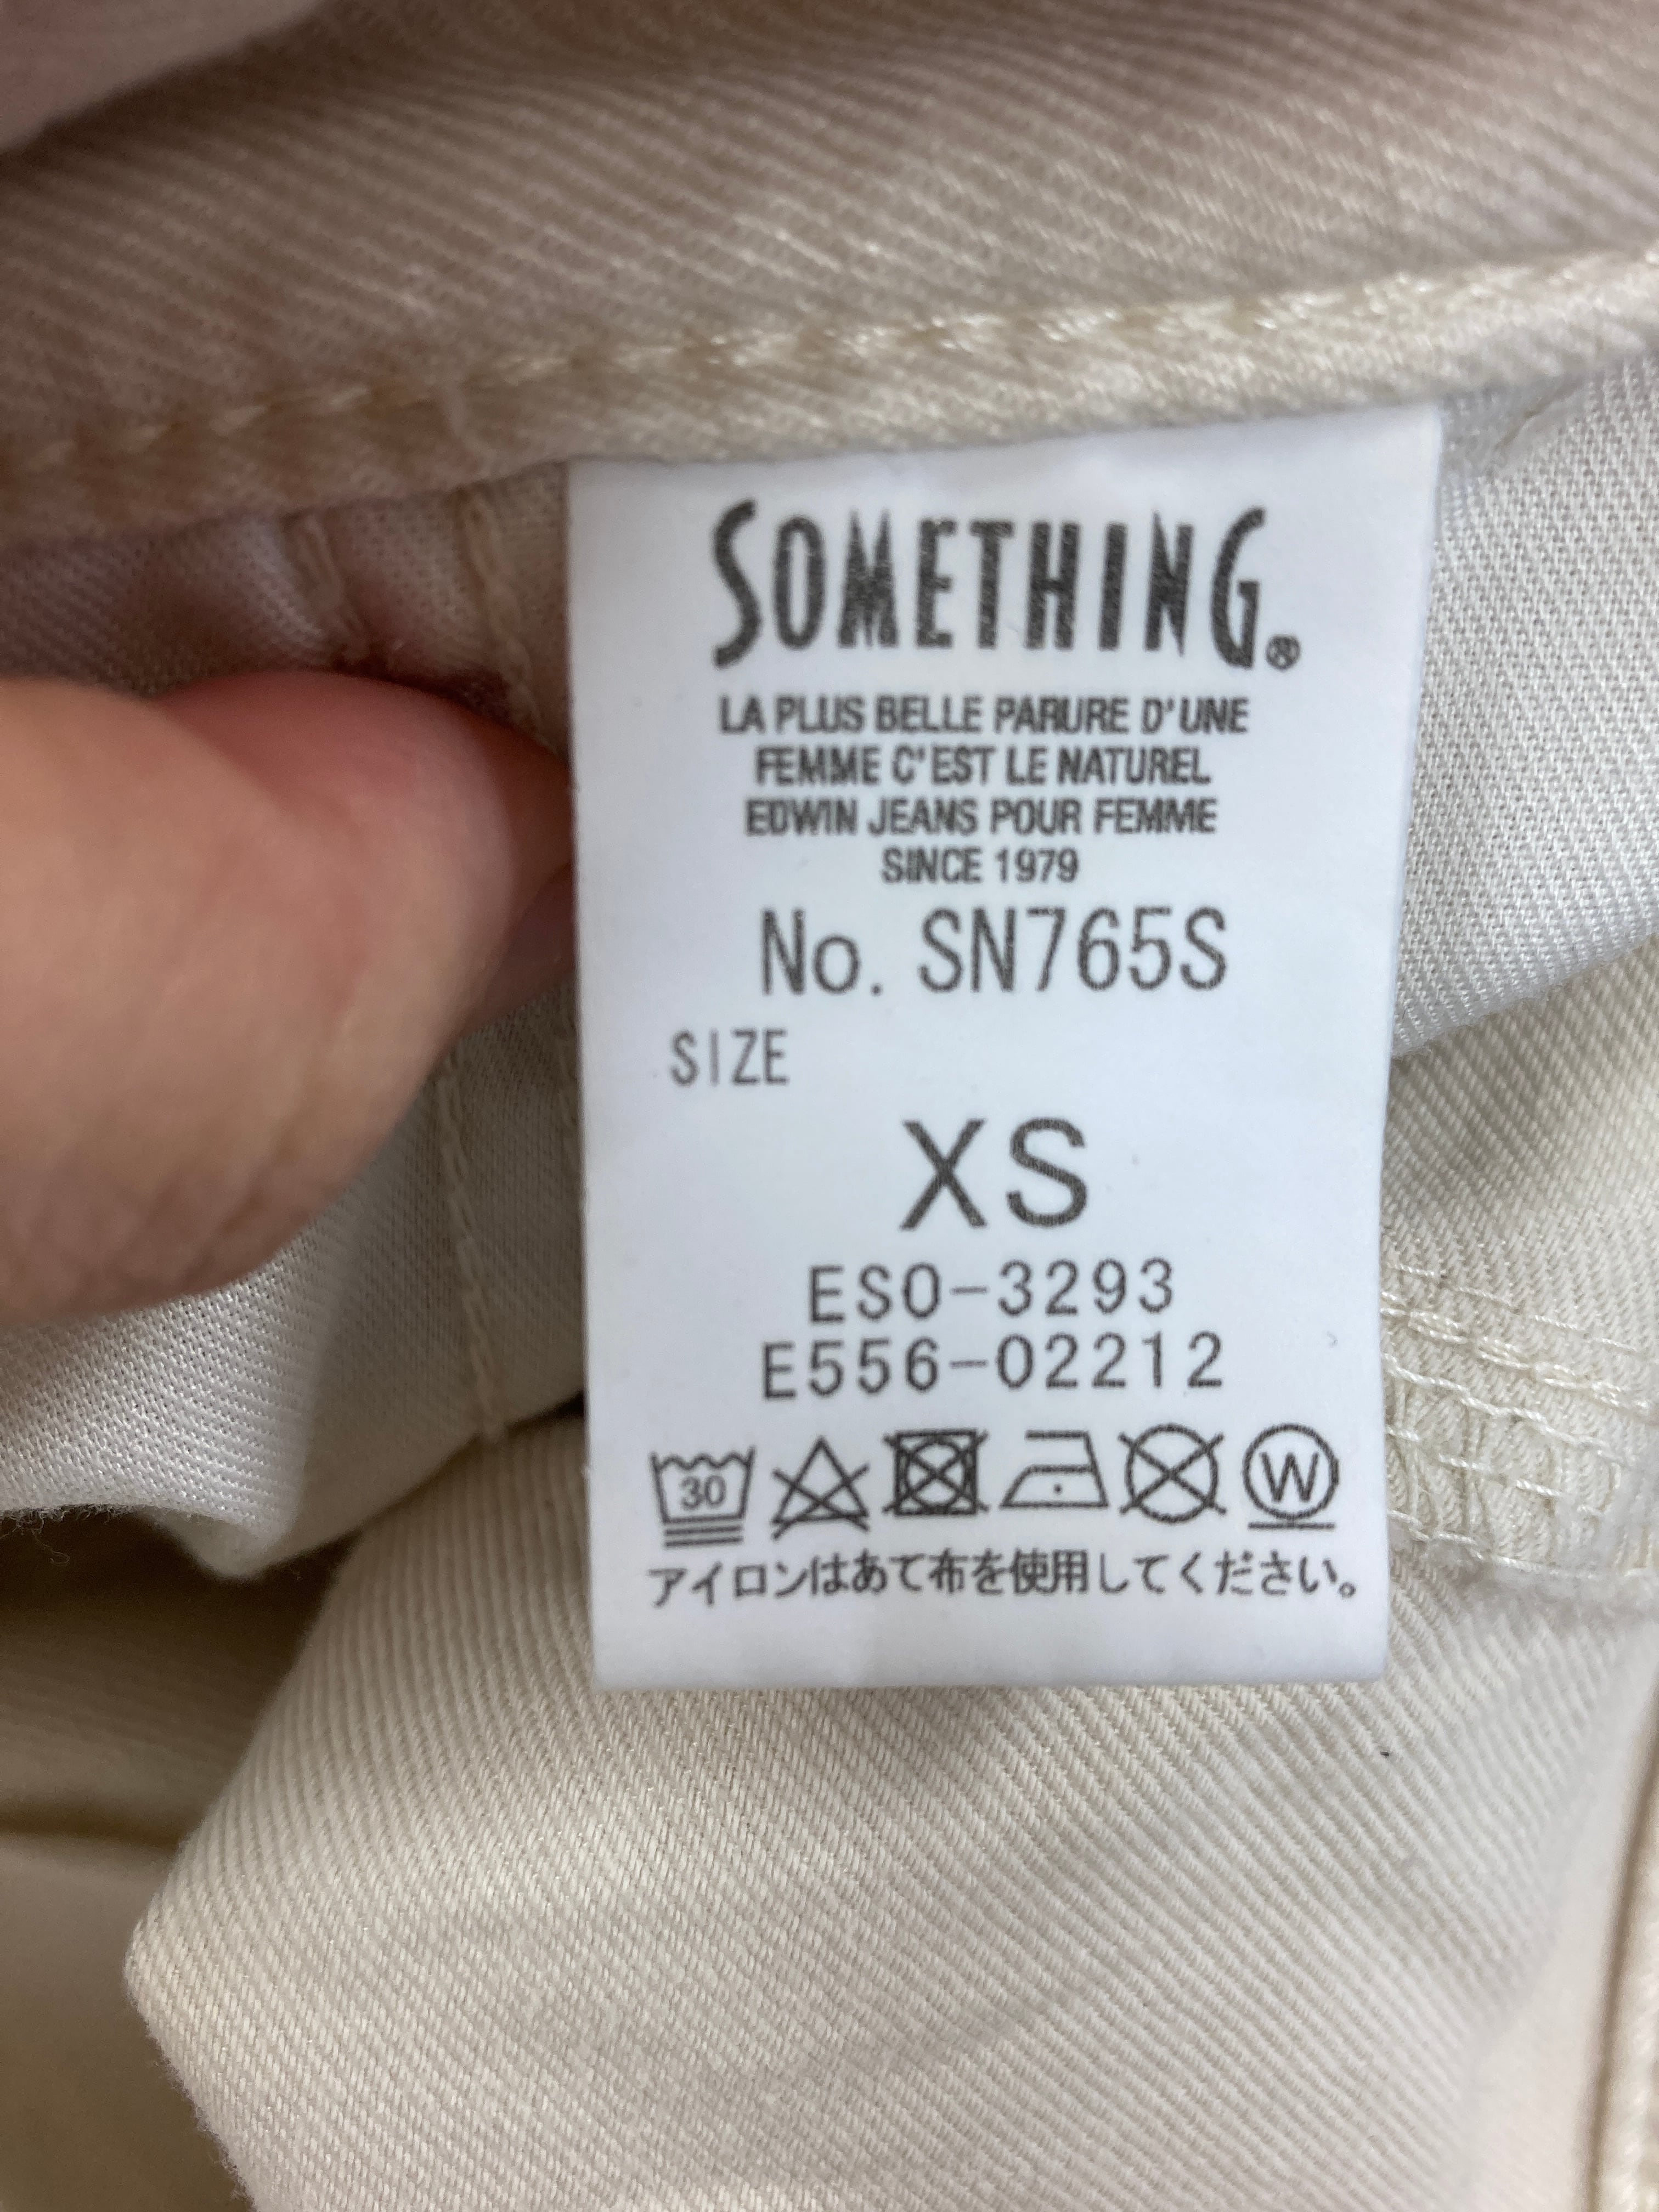 SOMETHING®
LA PLUS BELLE PARURE D'UNE
FEMME C'EST LE NATUREL
EDWIN JEANS POUR FEMME
SINCE 1979
No. SN765S
SIZE
XS
ESO-3293
E556-02212
30 W
アイロンはあて布を使用してください。